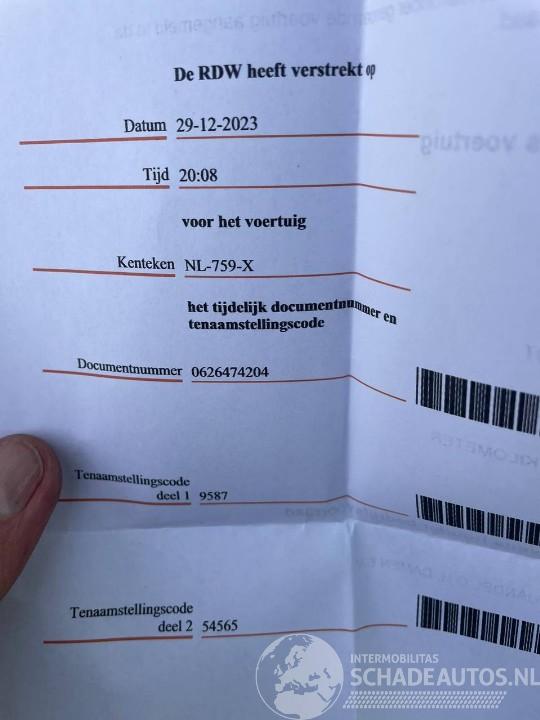 De RDW heeft verstrekt op
Datum 29-12-2023
Tijd 20:08
voor het voertuig
Kenteken NL-759-X
het tijdelijk documentnummer en
tenaamstellingscode
Documentnummer 0626474204
Tenaamstellingscode
deel 1 9587
Tenaamstellingscode
deel 2 54565
INTERMOBILITAS
SCHADEAUTOS.NL